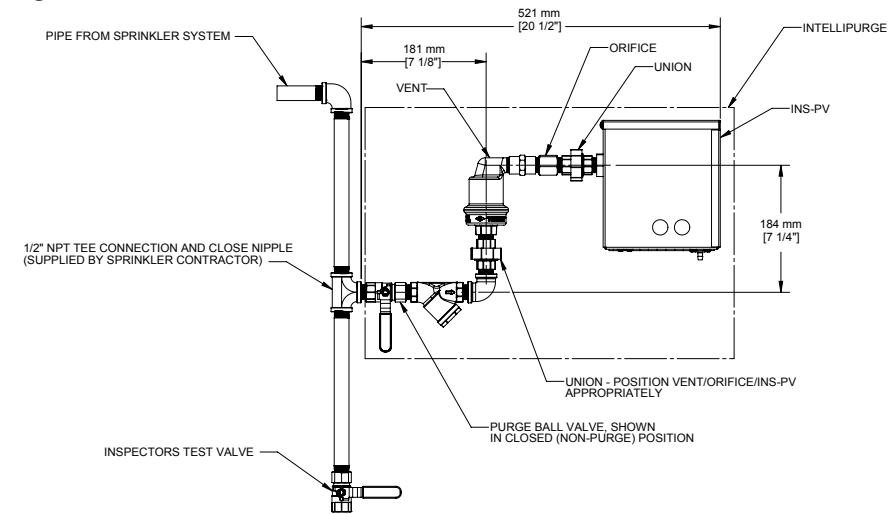 521 mm
[20 1/2"]
PIPE FROM SPRINKLER SYSTEM
INTELLIPURGE
181 mm
[7 1/8"]
ORIFICE
UNION
VENT
INS-PV
184 mm
[7 1/4"]
1/2" NPT TEE CONNECTION AND CLOSE NIPPLE
(SUPPLIED BY SPRINKLER CONTRACTOR)
UNION - POSITION VENT/ORIFICE/INS-PV
APPROPRIATELY
PURGE BALL VALVE, SHOWN
IN CLOSED (NON-PURGE) POSITION
INSPECTORS TEST VALVE